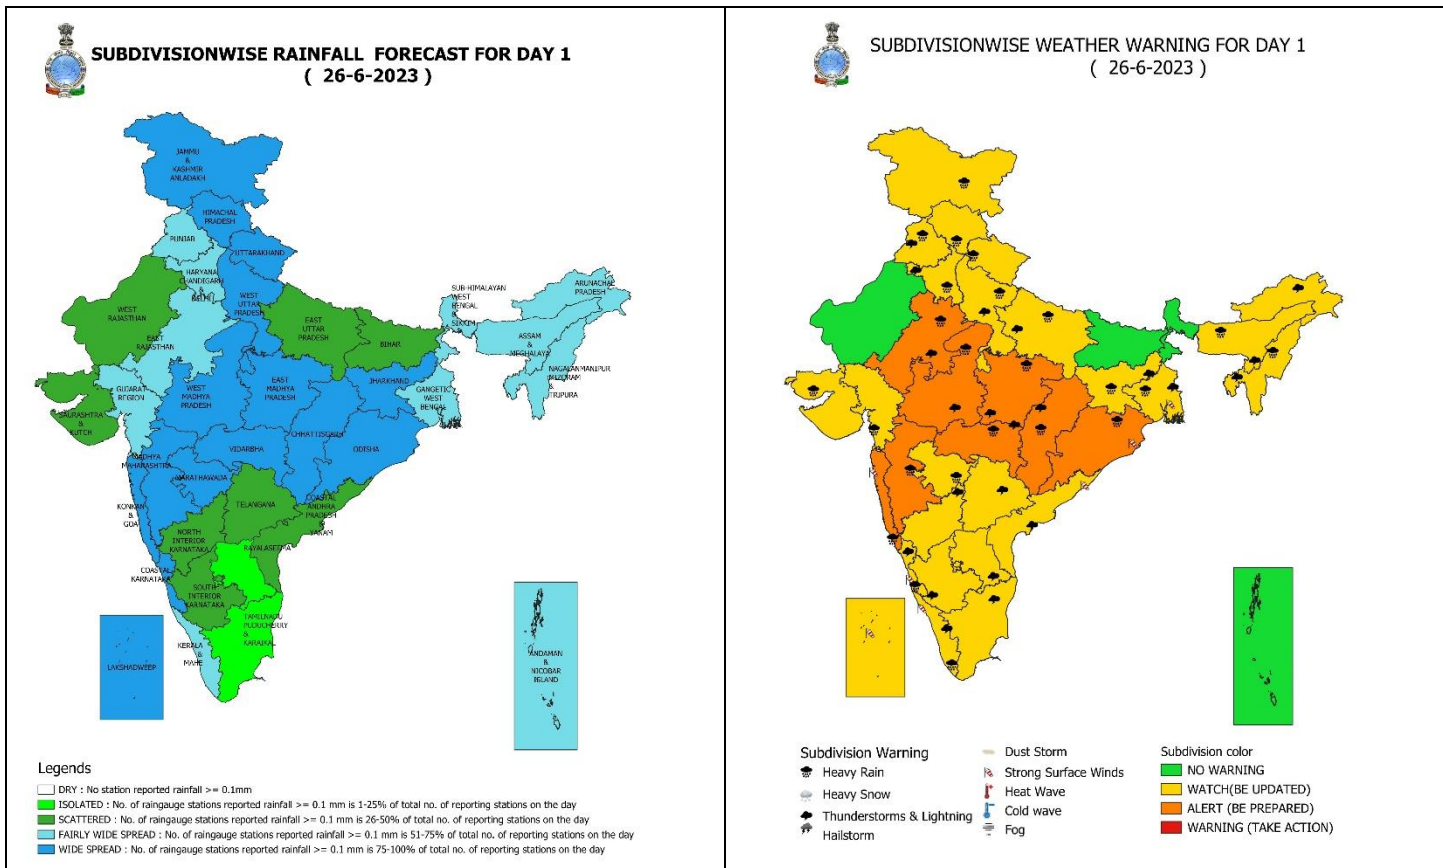 SUBDIVISIONWISE RAINFALL FORECAST FOR DAY 1
( 26-6-2023 )
JAMMU
&
KASHMIR
ANLADAKH
HIMACHAL
PRADESH
PUNJAB
UTTARAKHAND
HARYANA
CHANDIGARH
&
DELHI
WEST
UTTAR
PRADESH
WEST
RAJASTHAN
EAST
RAJASTHAN
EAST
UTTAR
PRADESH
BIHAR
SUB-HIMALAYAN
WEST
BENGAL
&
SIKKIM
ARUNACHAL
PRADESH
ASSAM
&
MEGHALAYA
NAGALANMANIPUR
MIZORAM
&
TRIPURA
GUJARAT
REGION
SAURASHTRA
&
KUTCH
WEST
MADHYA
PRADESH
EAST
MADHYA
PRADESH
JHARKHAND
GANGETIC
WEST
BENGAL
CHHATTISGARH
ODISHA
VIDARBHA
MADHYA
MAHARASHTRA
MARATHAWADA
KONKAN
&
GOA
TELANGANA
COASTAL
ANDHRA
PRADESH
&
YANAM
NORTH
INTERIOR
KARNATAKA
RAYALASEEMA
COASTAL
KARNATAKA
SOUTH
INTERIOR
KARNATAKA
TAMILNADU
PUDUCHERRY
&
KARAIKAL
KERALA
&
MAHE
LAKSHADWEEP
ANDAMAN
&
NICOBAR
ISLAND
Legends
DRY : No station reported rainfall >= 0.1mm
ISOLATED : No. of raingauge stations reported rainfall >= 0.1 mm is 1-25% of total no. of reporting stations on the day
SCATTERED : No. of raingauge stations reported rainfall >= 0.1 mm is 26-50% of total no. of reporting stations on the day
FAIRLY WIDE SPREAD : No. of raingauge stations reported rainfall >= 0.1 mm is 51-75% of total no. of reporting stations on the day
WIDE SPREAD : No. of raingauge stations reported rainfall >= 0.1 mm is 75-100% of total no. of reporting stations on the day
SUBDIVISIONWISE WEATHER WARNING FOR DAY 1
( 26-6-2023 )
Subdivision Warning
Heavy Rain
Heavy Snow
Thunderstorms & Lightning
Hailstorm
Dust Storm
Strong Surface Winds
Heat Wave
Cold wave
Fog
Subdivision color
NO WARNING
WATCH(BE UPDATED)
ALERT (BE PREPARED)
WARNING (TAKE ACTION)